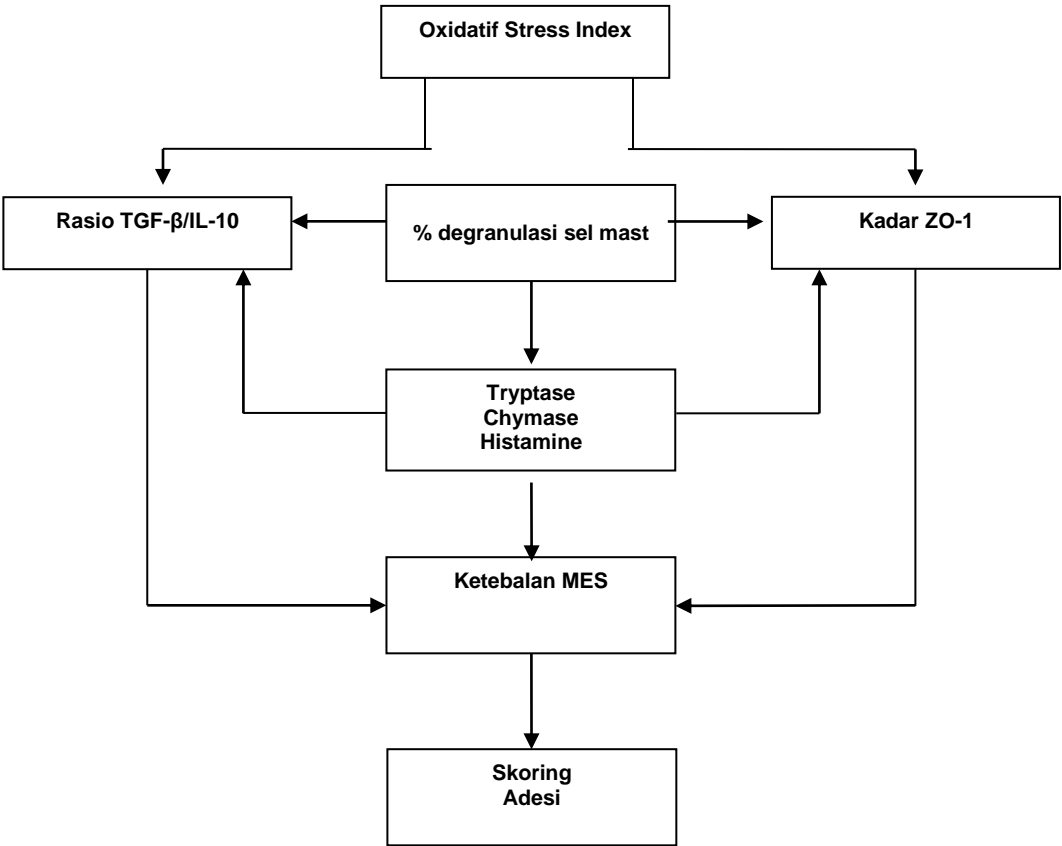 Oxidatif Stress Index
Rasio TGF-β/IL-10
% degranulasi sel mast
Kadar ZO-1
Tryptase
Chymase
Histamine
Ketebalan MES
Skoring
Adesi